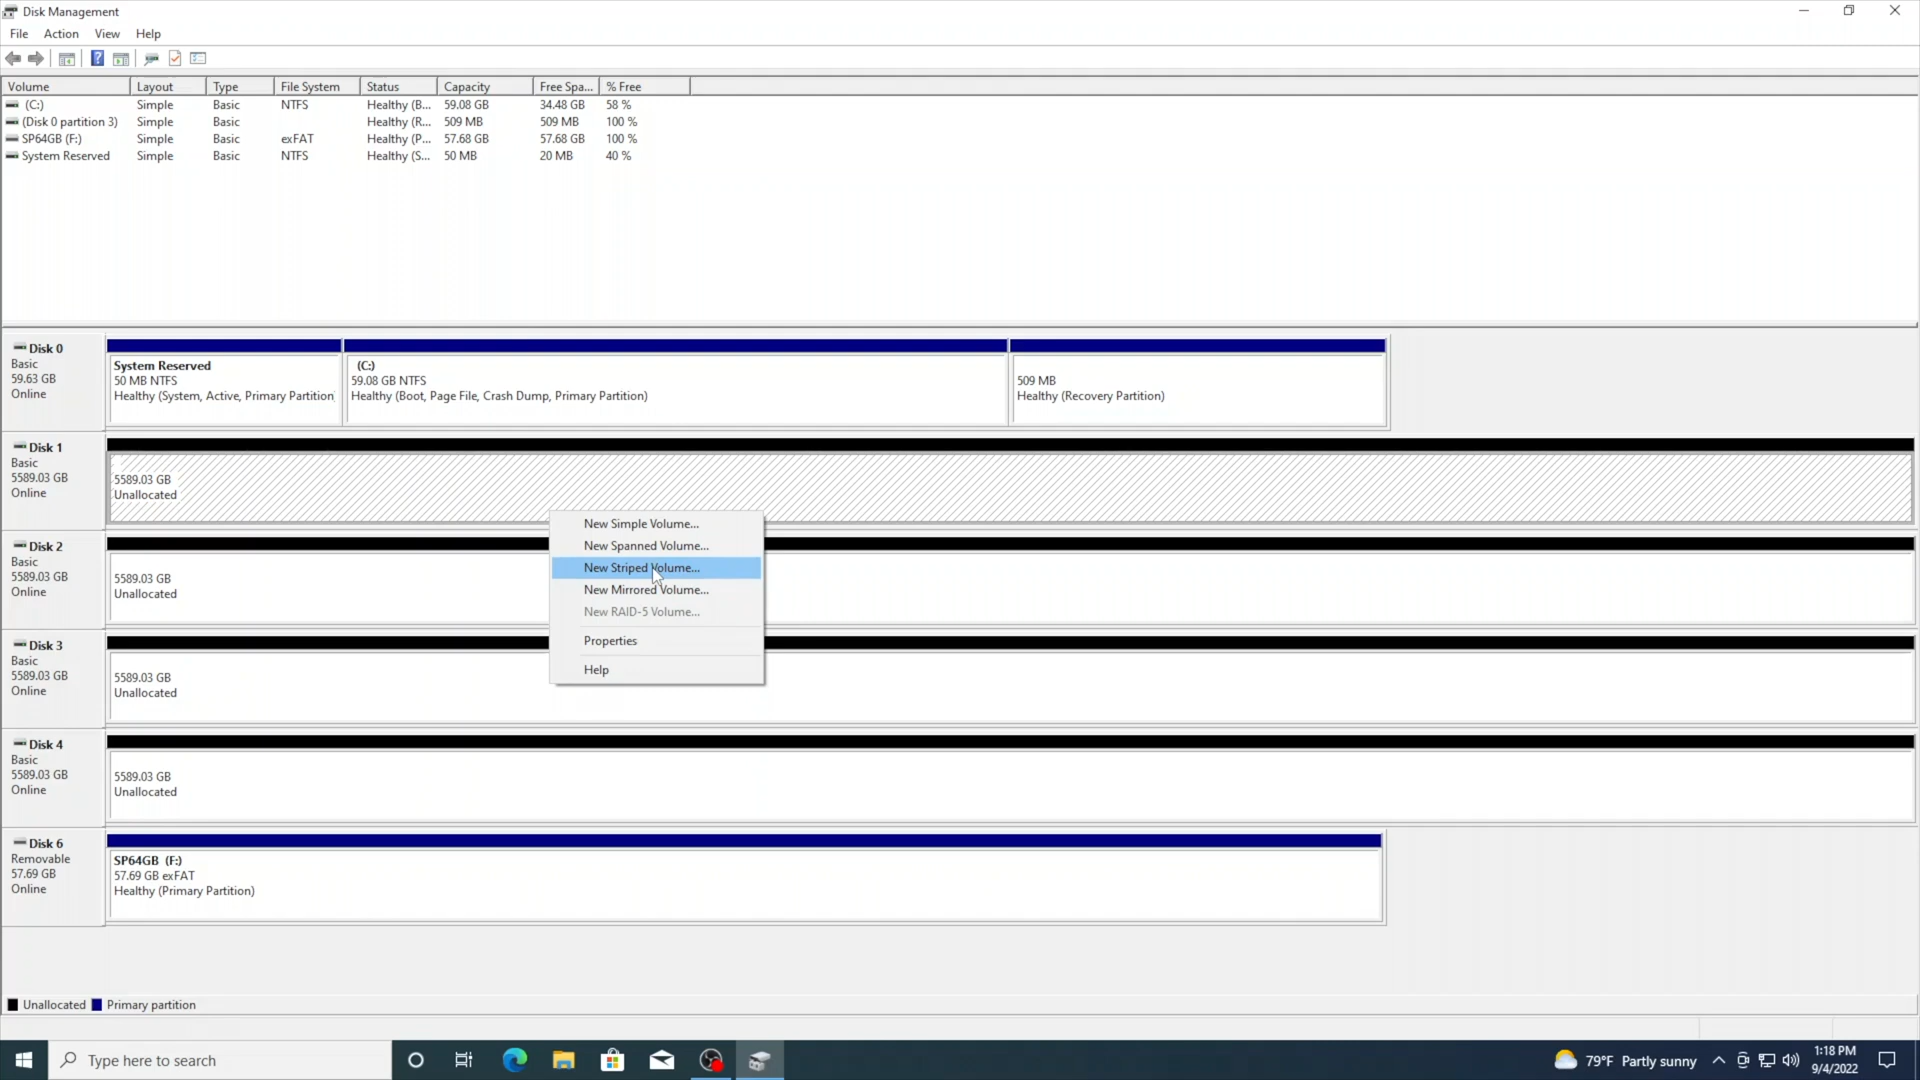 Disk Management
File Action View Help
Volume Layout Type File System Status Capacity Free Spa... % Free
(C:) Simple Basic NTFS Healthy (B... 59.08 GB 34.48 GB 58 %
(Disk 0 partition 3) Simple Basic Healthy (R... 509 MB 509 MB 100 %
SP64GB (F:) Simple Basic exFAT Healthy (P... 57.68 GB 57.68 GB 100 %
System Reserved Simple Basic NTFS Healthy (S... 50 MB 20 MB 40 %
Disk 0
Basic
59.63 GB
Online
System Reserved
50 MB NTFS
Healthy (System, Active, Primary Partition
(C:)
59.08 GB NTFS
Healthy (Boot, Page File, Crash Dump, Primary Partition)
509 MB
Healthy (Recovery Partition)
Disk 1
Basic
5589.03 GB
Online
5589.03 GB
Unallocated
New Simple Volume...
New Spanned Volume...
New Striped Volume...
New Mirrored Volume...
New RAID-5 Volume...
Properties
Help
Disk 2
Basic
5589.03 GB
Online
5589.03 GB
Unallocated
Disk 3
Basic
5589.03 GB
Online
5589.03 GB
Unallocated
Disk 4
Basic
5589.03 GB
Online
5589.03 GB
Unallocated
Disk 6
Removable
57.69 GB
Online
SP64GB (F:)
57.69 GB exFAT
Healthy (Primary Partition)
Unallocated Primary partition
Type here to search
79°F Partly sunny
1:18 PM
9/4/2022